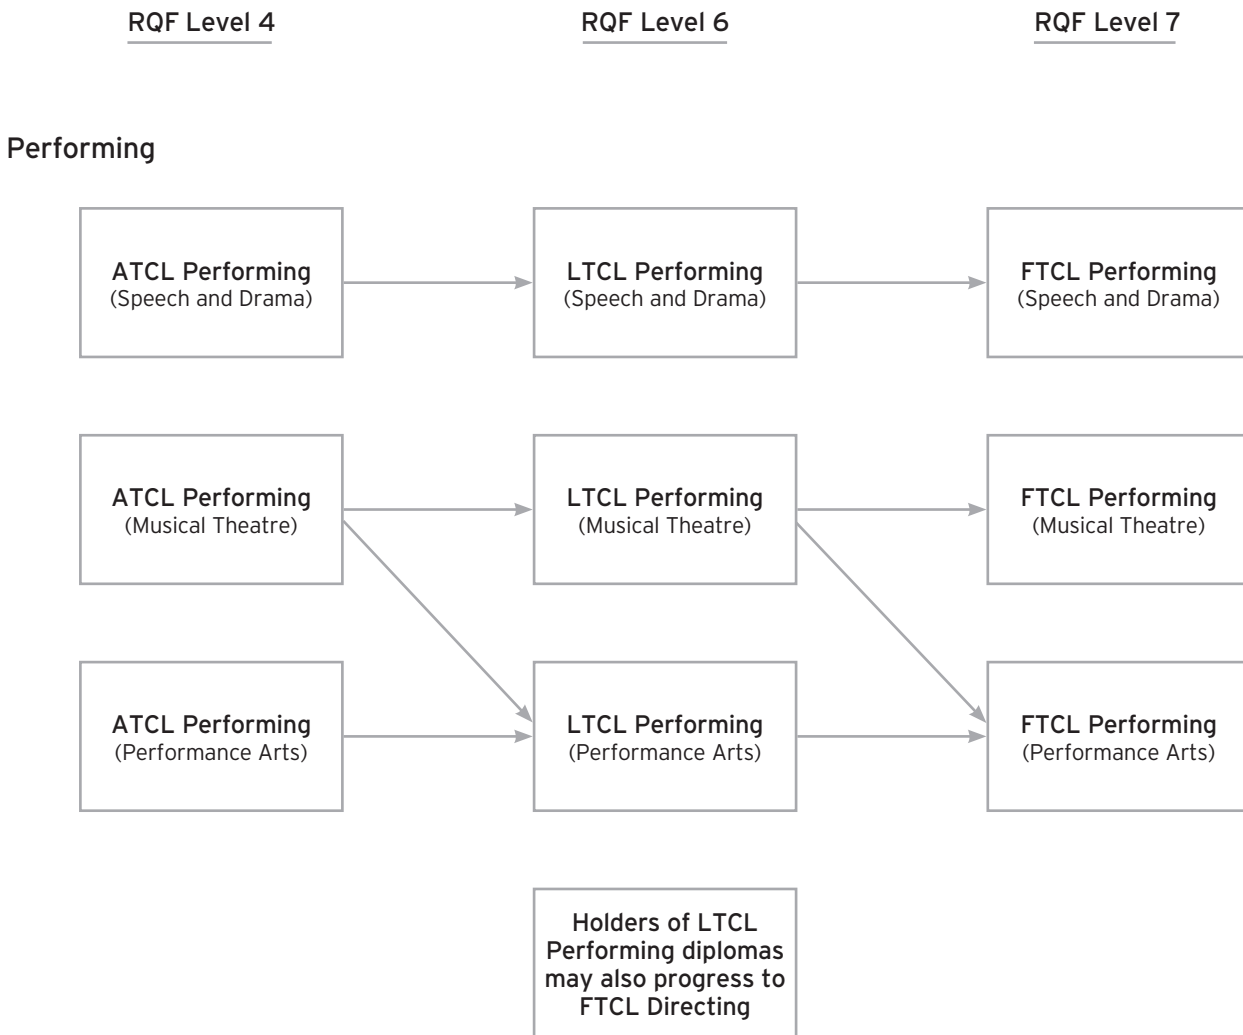 RQF Level 4
RQF Level 6
RQF Level 7
Performing
ATCL Performing
(Speech and Drama)
LTCL Performing
(Speech and Drama)
FTCL Performing
(Speech and Drama)
ATCL Performing
(Musical Theatre)
LTCL Performing
(Musical Theatre)
FTCL Performing
(Musical Theatre)
ATCL Performing
(Performance Arts)
LTCL Performing
(Performance Arts)
FTCL Performing
(Performance Arts)
Holders of LTCL
Performing diplomas
may also progress to
FTCL Directing